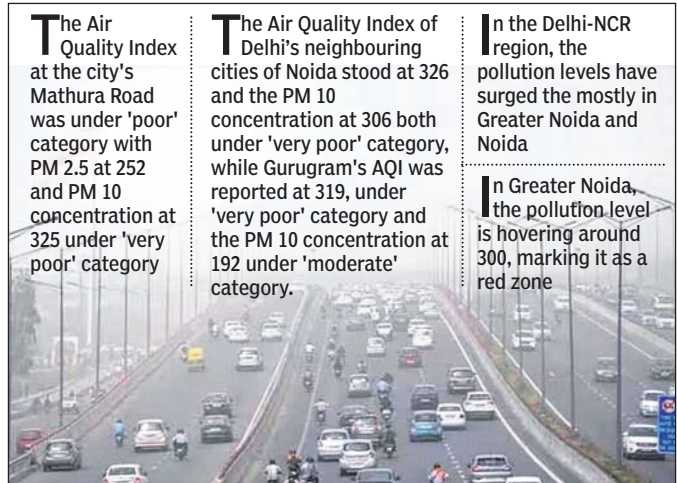 The Air
Quality Index
at the city's
Mathura Road
was under 'poor'
category with
PM 2.5 at 252
and PM 10
concentration at
325 under 'very
poor' category
The Air Quality Index of
Delhi's neighbouring
cities of Noida stood at 326
and the PM 10
concentration at 306 both
under 'very poor' category,
while Gurugram's AQI was
reported at 319, under
'very poor' category and
the PM 10 concentration at
192 under 'moderate'
category.
In the Delhi-NCR
region, the
pollution levels have
surged the mostly in
Greater Noida and
Noida
In Greater Noida,
the pollution level
is hovering around
300, marking it as a
red zone